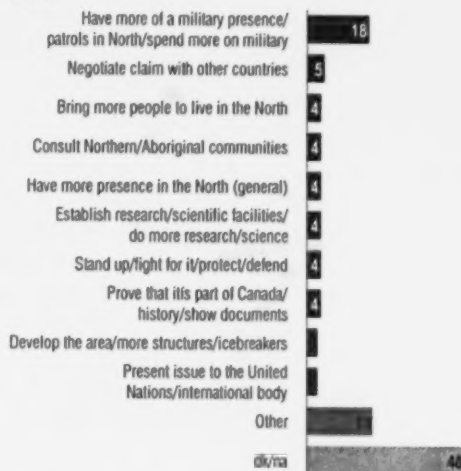 Have more of a military presence/
patrols in North/spend more on military 18
Negotiate claim with other countries 5
Bring more people to live in the North 4
Consult Northern/Aboriginal communities 4
Have more presence in the North (general) 4
Establish research/scientific facilities/
do more research/science 4
Stand up/fight for it/protect/defend 4
Prove that itís part of Canada/
history/show documents 4
Develop the area/more structures/icebreakers
Present issue to the United
Nations/international body
Other
dk/na